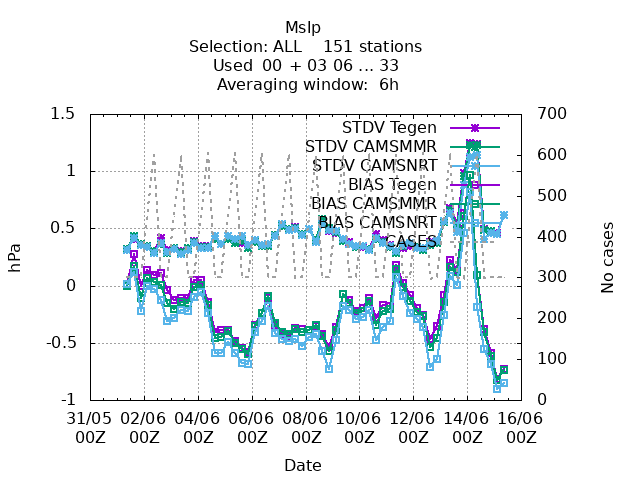 Mslp
Selection: ALL    151 stations
Used  00 + 03 06 ... 33
Averaging window:  6h
1.5
1
0.5
0
-0.5
-1
700
600
500
400
300
200
100
0
STDV Tegen
STDV CAMSMMR
STDV CAMSNRT
BIAS Tegen
BIAS CAMSMMR
BIAS CAMSNRT
CASES
hPa
No cases
31/05 02/06 04/06 06/06 08/06 10/06 12/06 14/06 16/06
00Z 00Z 00Z 00Z 00Z 00Z 00Z 00Z 00Z
Date